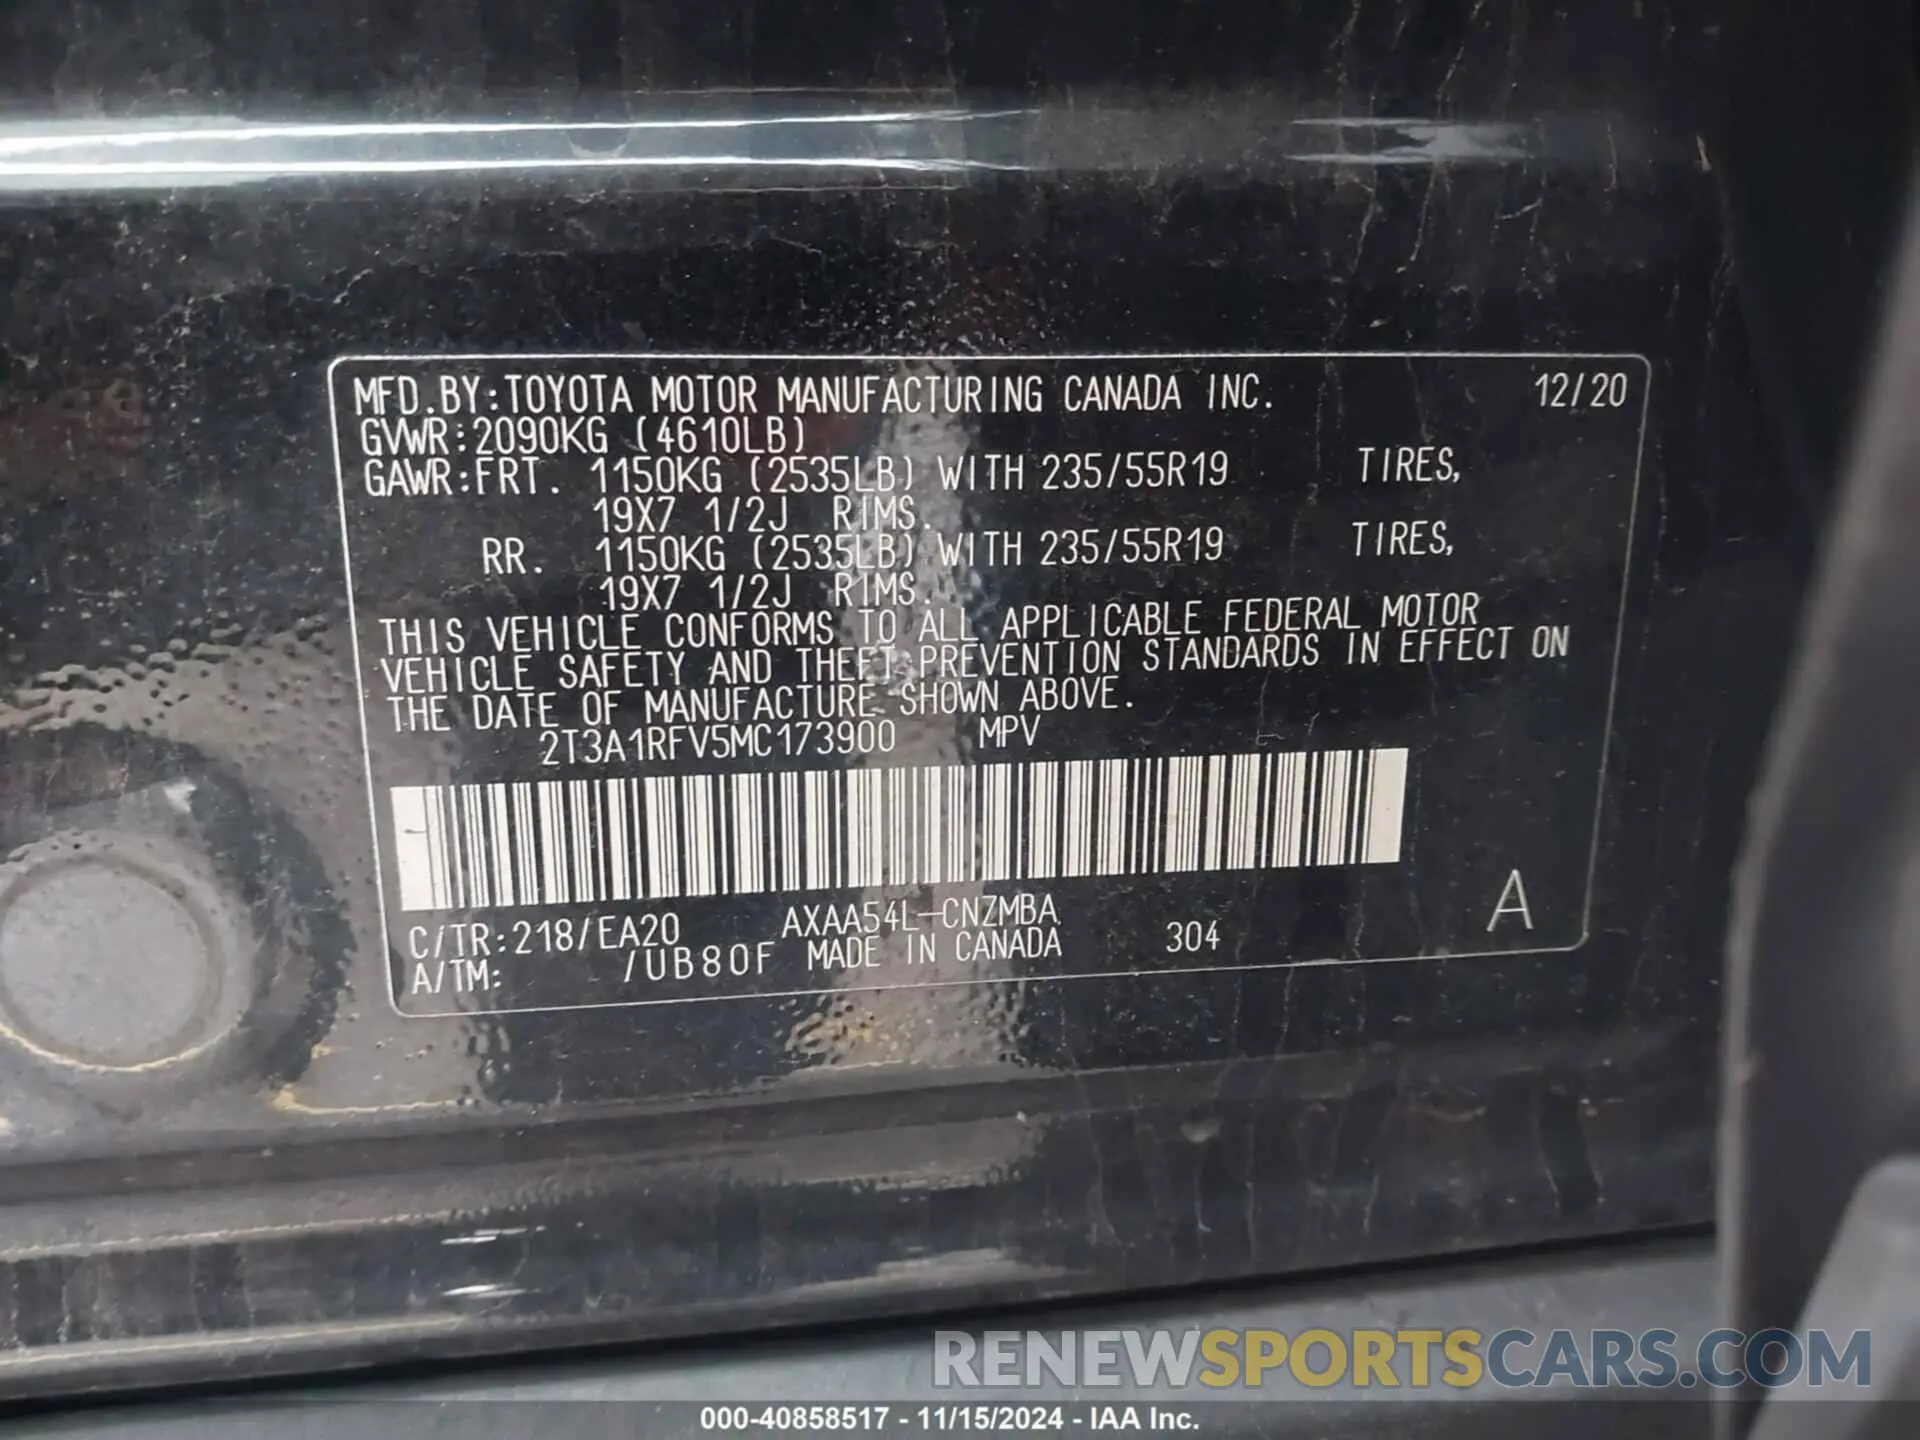 MFD.BY:TOYOTA MOTOR MANUFACTURING CANADA INC. 12/20
GVWR:2090KG (4610LB)
GAWR:FRT. 1150KG (2535LB) WITH 235/55R19 TIRES,
19X7 1/2J RIMS.
RR. 1150KG (2535LB) WITH 235/55R19 TIRES,
19X7 1/2J RIMS.
THIS VEHICLE CONFORMS TO ALL APPLICABLE FEDERAL MOTOR
VEHICLE SAFETY AND THEFT PREVENTION STANDARDS IN EFFECT ON
THE DATE OF MANUFACTURE SHOWN ABOVE.
2T3A1RFV5MC173900 MPV
C/TR:218/EA20 AXAA54L-CNZMBA
A/TM: /UB80F MADE IN CANADA 304 A
RENEWSPORTSCARS.COM
000-40858517 - 11/15/2024 - IAA Inc.